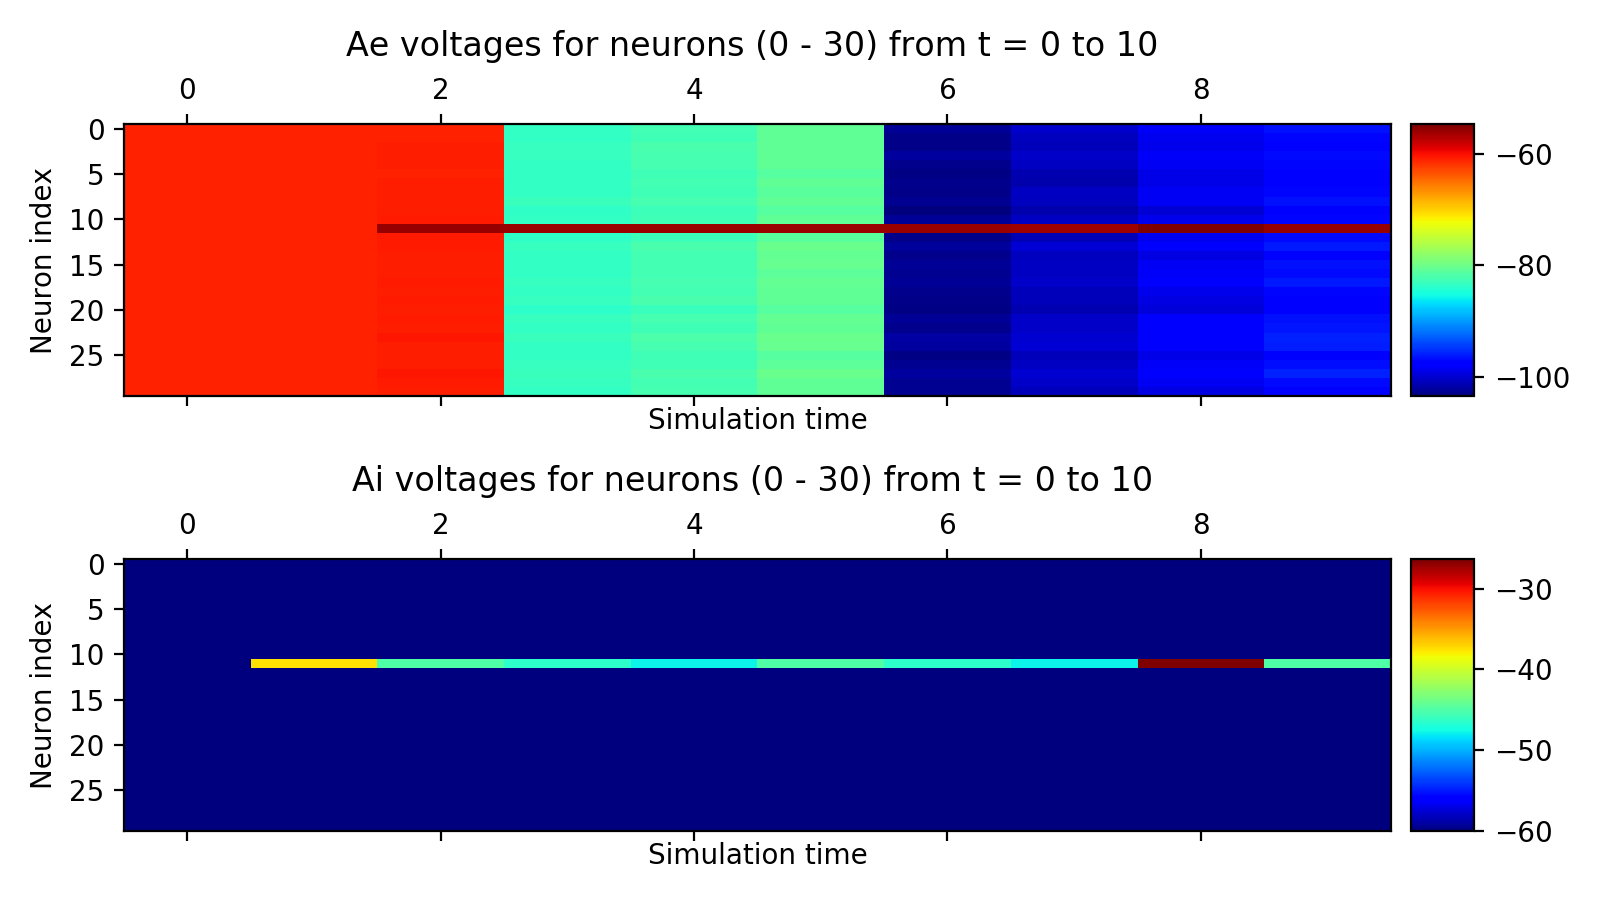 Ae voltages for neurons (0 - 30) from t = 0 to 10
0 2 4 6 8
0
5
10
15
20
25
Neuron index
Simulation time
−60
−80
−100
Ai voltages for neurons (0 - 30) from t = 0 to 10
0 2 4 6 8
0
5
10
15
20
25
Neuron index
Simulation time
−30
−40
−50
−60